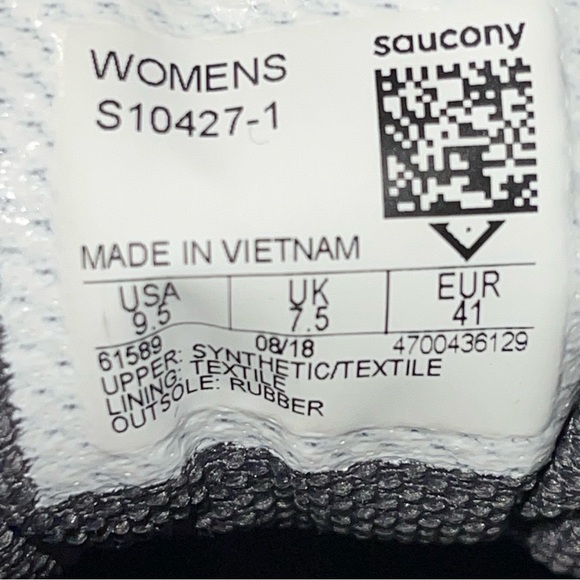 saucony
WOMENS
S10427-1
MADE IN VIETNAM
USA UK EUR
9.5 7.5 41
61589 08/18 4700436129
UPPER: SYNTHETIC/TEXTILE
LINING: TEXTILE
OUTSOLE: RUBBER